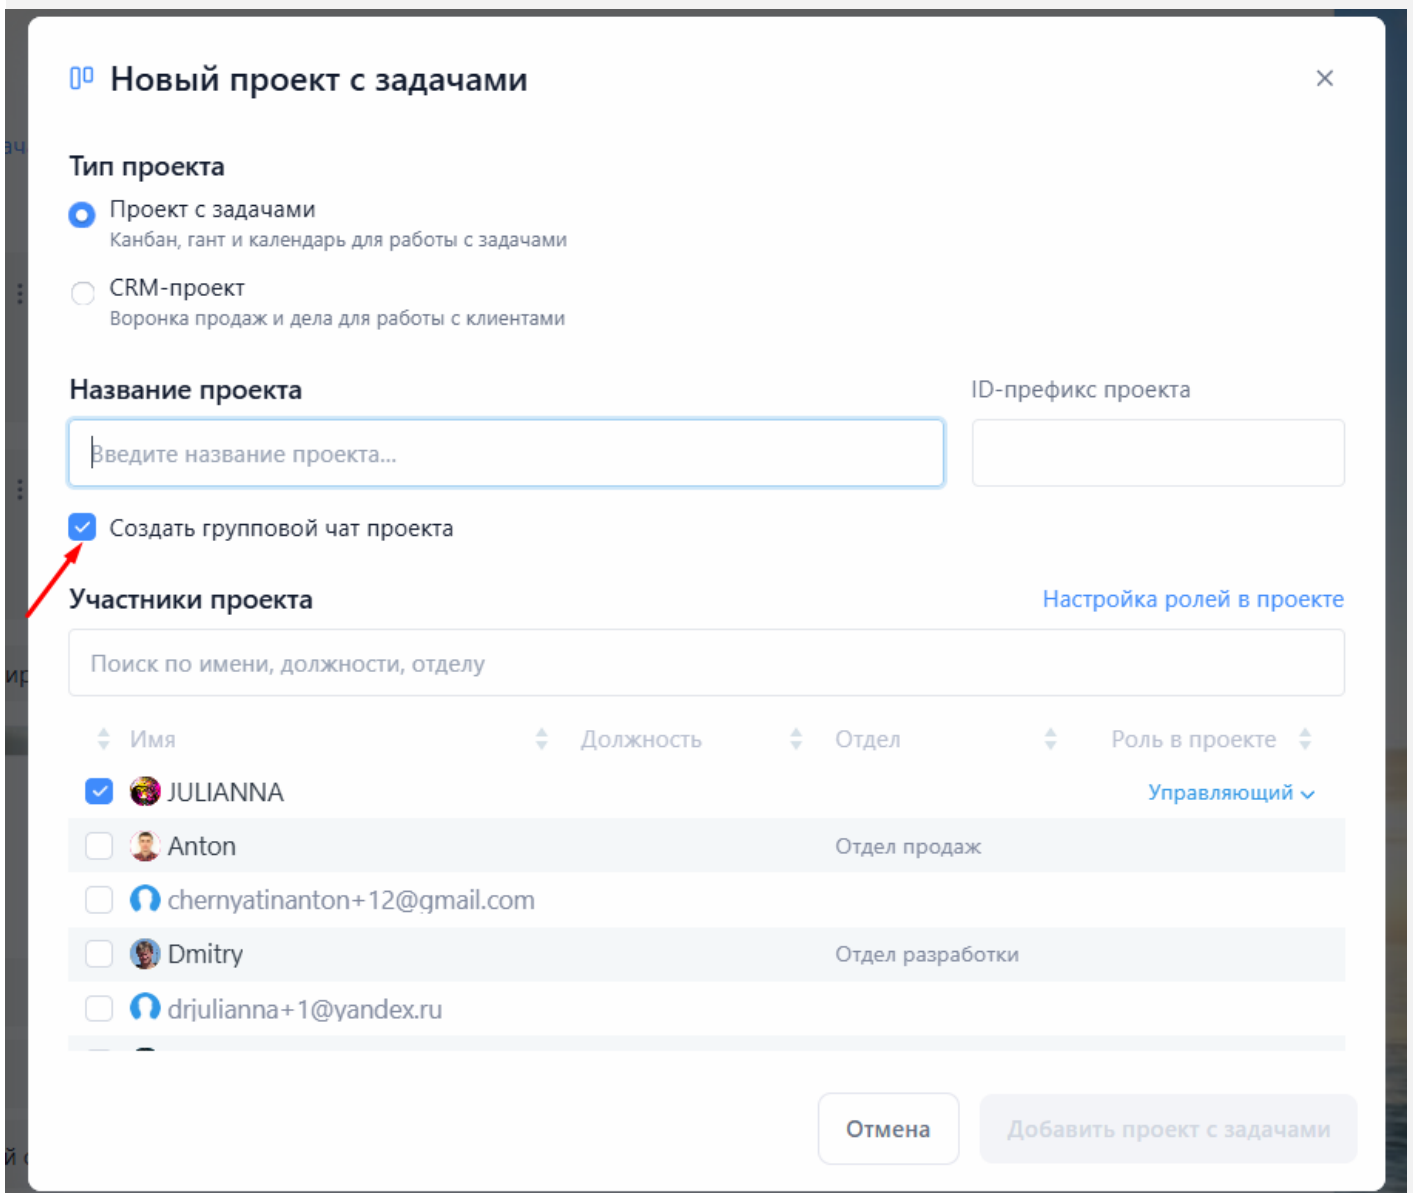 Новый проект с задачами
Тип проекта
Проект с задачами
Канбан, гант и календарь для работы с задачами
CRM-проект
Воронка продаж и дела для работы с клиентами
Название проекта ID-префикс проекта
Введите название проекта...
Создать групповой чат проекта
Участники проекта Настройка ролей в проекте
Поиск по имени, должности, отделу
Имя Должность Отдел Роль в проекте
JULIANNA Управляющий
Anton Отдел продаж
chernyatinanton+12@gmail.com
Dmitry Отдел разработки
drjulianna+1@yandex.ru
Отмена Добавить проект с задачами